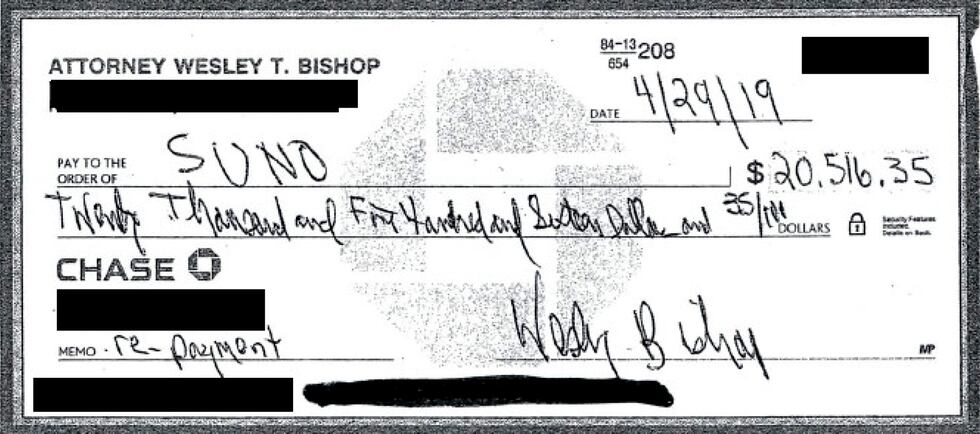 84-13 208
654
ATTORNEY WESLEY T. BISHOP
DATE 4/29/19
PAY TO THE
ORDER OF SUNO $ 20,516.35
Twenty Thousand and Five Hundred and Sixteen Dollars and 35/100 DOLLARS
Security Features
Included.
Details on Back.
CHASE
MEMO re-payment Wesley Bishop MP